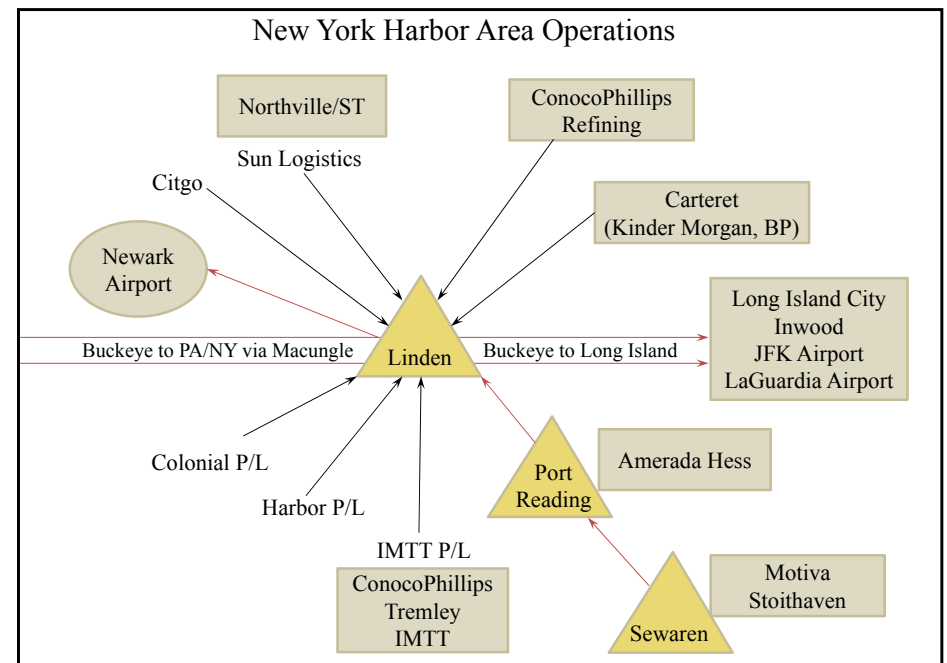 New York Harbor Area Operations
Northville/ST
ConocoPhillips
Refining
Sun Logistics
Citgo
Carteret
(Kinder Morgan, BP)
Newark
Airport
Long Island City
Inwood
JFK Airport
LaGuardia Airport
Buckeye to PA/NY via Macungle
Linden
Buckeye to Long Island
Colonial P/L
Port
Reading
Amerada Hess
Harbor P/L
IMTT P/L
ConocoPhillips
Tremley
IMTT
Motiva
Stoithaven
Sewaren